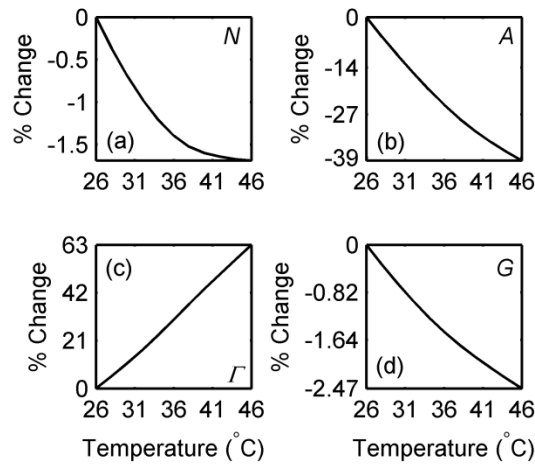 0
N
-0.5
-1
-1.5
% Change
(a)
26 31 36 41 46
0
A
-14
-27
-39
% Change
(b)
26 31 36 41 46
63
(c)
42
21
0
% Change
Γ
26 31 36 41 46
Temperature (°C)
0
G
-0.82
-1.64
-2.47
% Change
(d)
26 31 36 41 46
Temperature (°C)